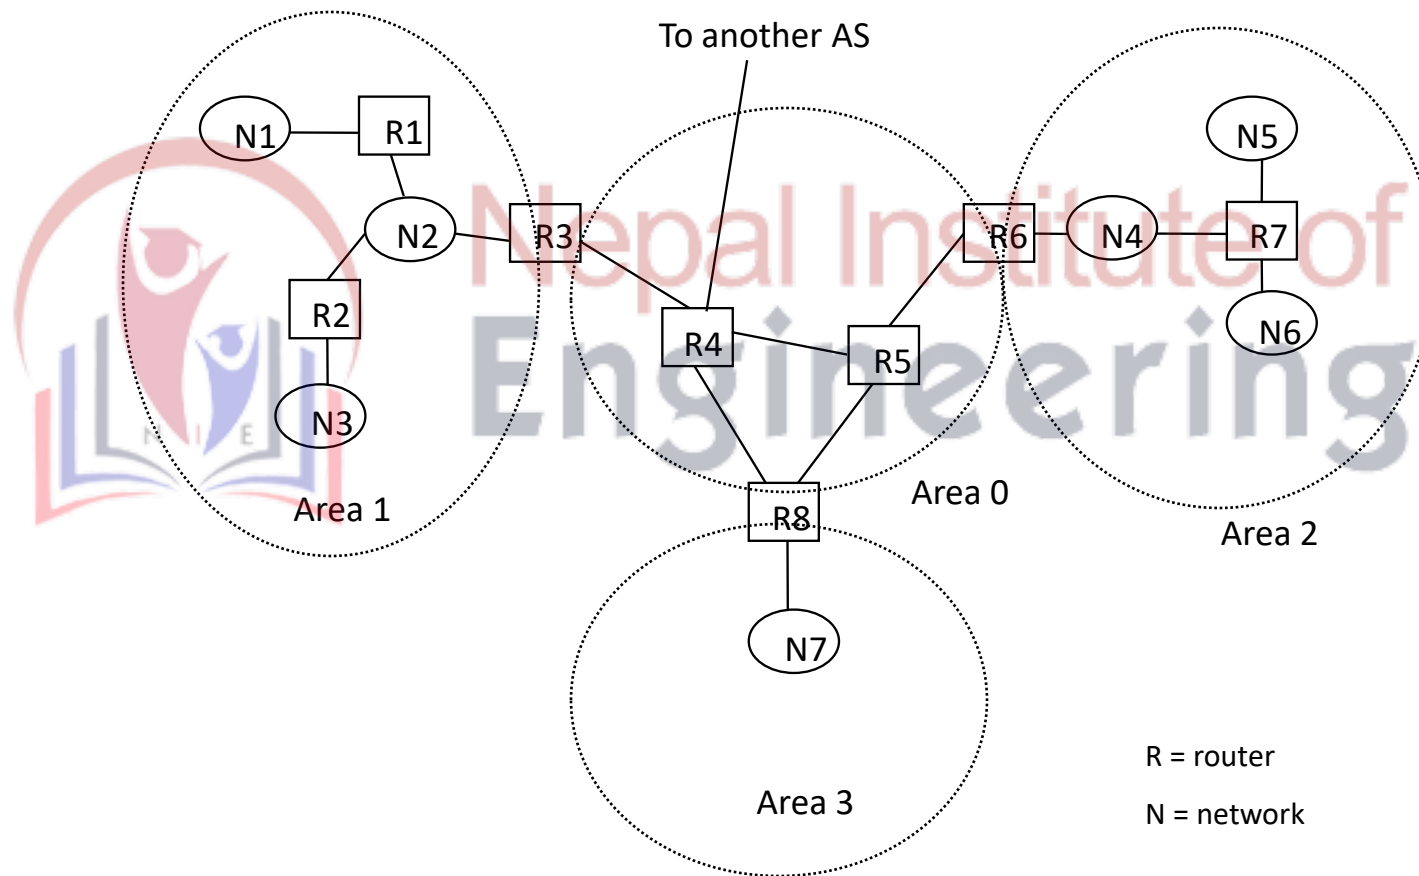 To another AS
N1
R1
N5
N2
R3
R6
N4
R7
Nepal Institute of
Engineering
R2
R4
R5
N6
N3
N I E
Area 1
R8
Area 0
Area 2
N7
R = router
Area 3
N = network